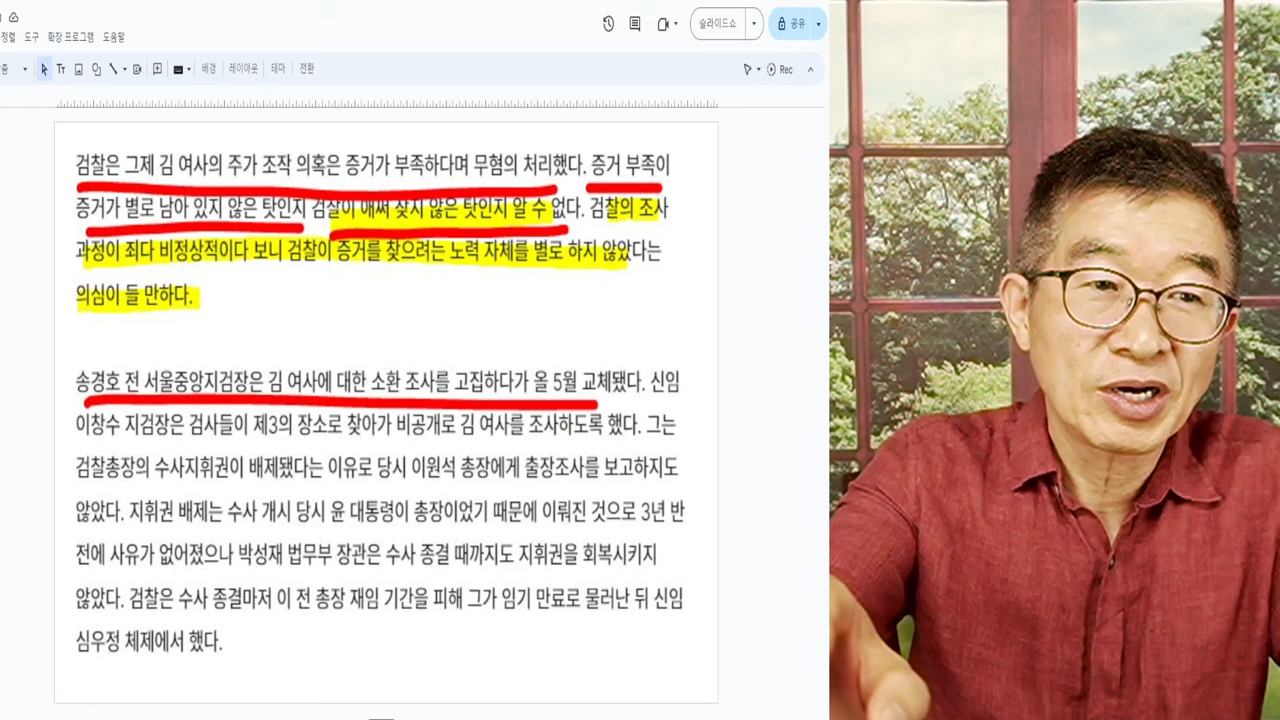 정렬 도구 확장 프로그램 도움말
슬라이드쇼
공유
배경 레이아웃 테마 전환
Rec
검찰은 그제 김 여사의 주가 조작 의혹은 증거가 부족하다며 무혐의 처리했다. 증거 부족이
증거가 별로 남아 있지 않은 탓인지 검찰이 애써 찾지 않은 탓인지 알 수 없다. 검찰의 조사
과정이 죄다 비정상적이다 보니 검찰이 증거를 찾으려는 노력 자체를 별로 하지 않았다는
의심이 들 만하다.
송경호 전 서울중앙지검장은 김 여사에 대한 소환 조사를 고집하다가 올 5월 교체됐다. 신임
이창수 지검장은 검사들이 제3의 장소로 찾아가 비공개로 김 여사를 조사하도록 했다. 그는
검찰총장의 수사지휘권이 배제됐다는 이유로 당시 이원석 총장에게 출장조사를 보고하지도
않았다. 지휘권 배제는 수사 개시 당시 윤 대통령이 총장이었기 때문에 이뤄진 것으로 3년 반
전에 사유가 없어졌으나 박성재 법무부 장관은 수사 종결 때까지도 지휘권을 회복시키지
않았다. 검찰은 수사 종결마저 이 전 총장 재임 기간을 피해 그가 임기 만료로 물러난 뒤 신임
심우정 체제에서 했다.